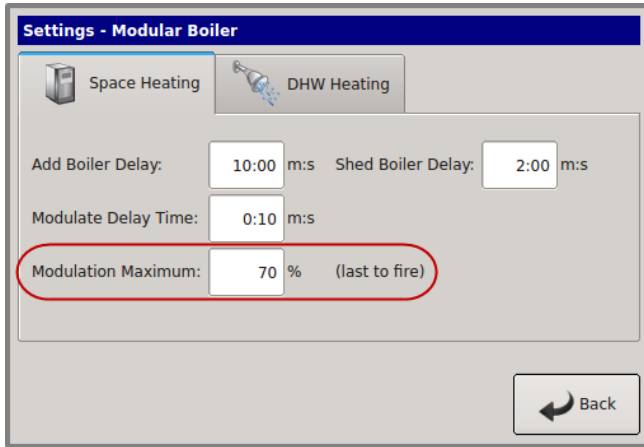 Settings - Modular Boiler
Space Heating
DHW Heating
Add Boiler Delay: 10:00 m:s Shed Boiler Delay: 2:00 m:s
Modulate Delay Time: 0:10 m:s
Modulation Maximum: 70 % (last to fire)
Back